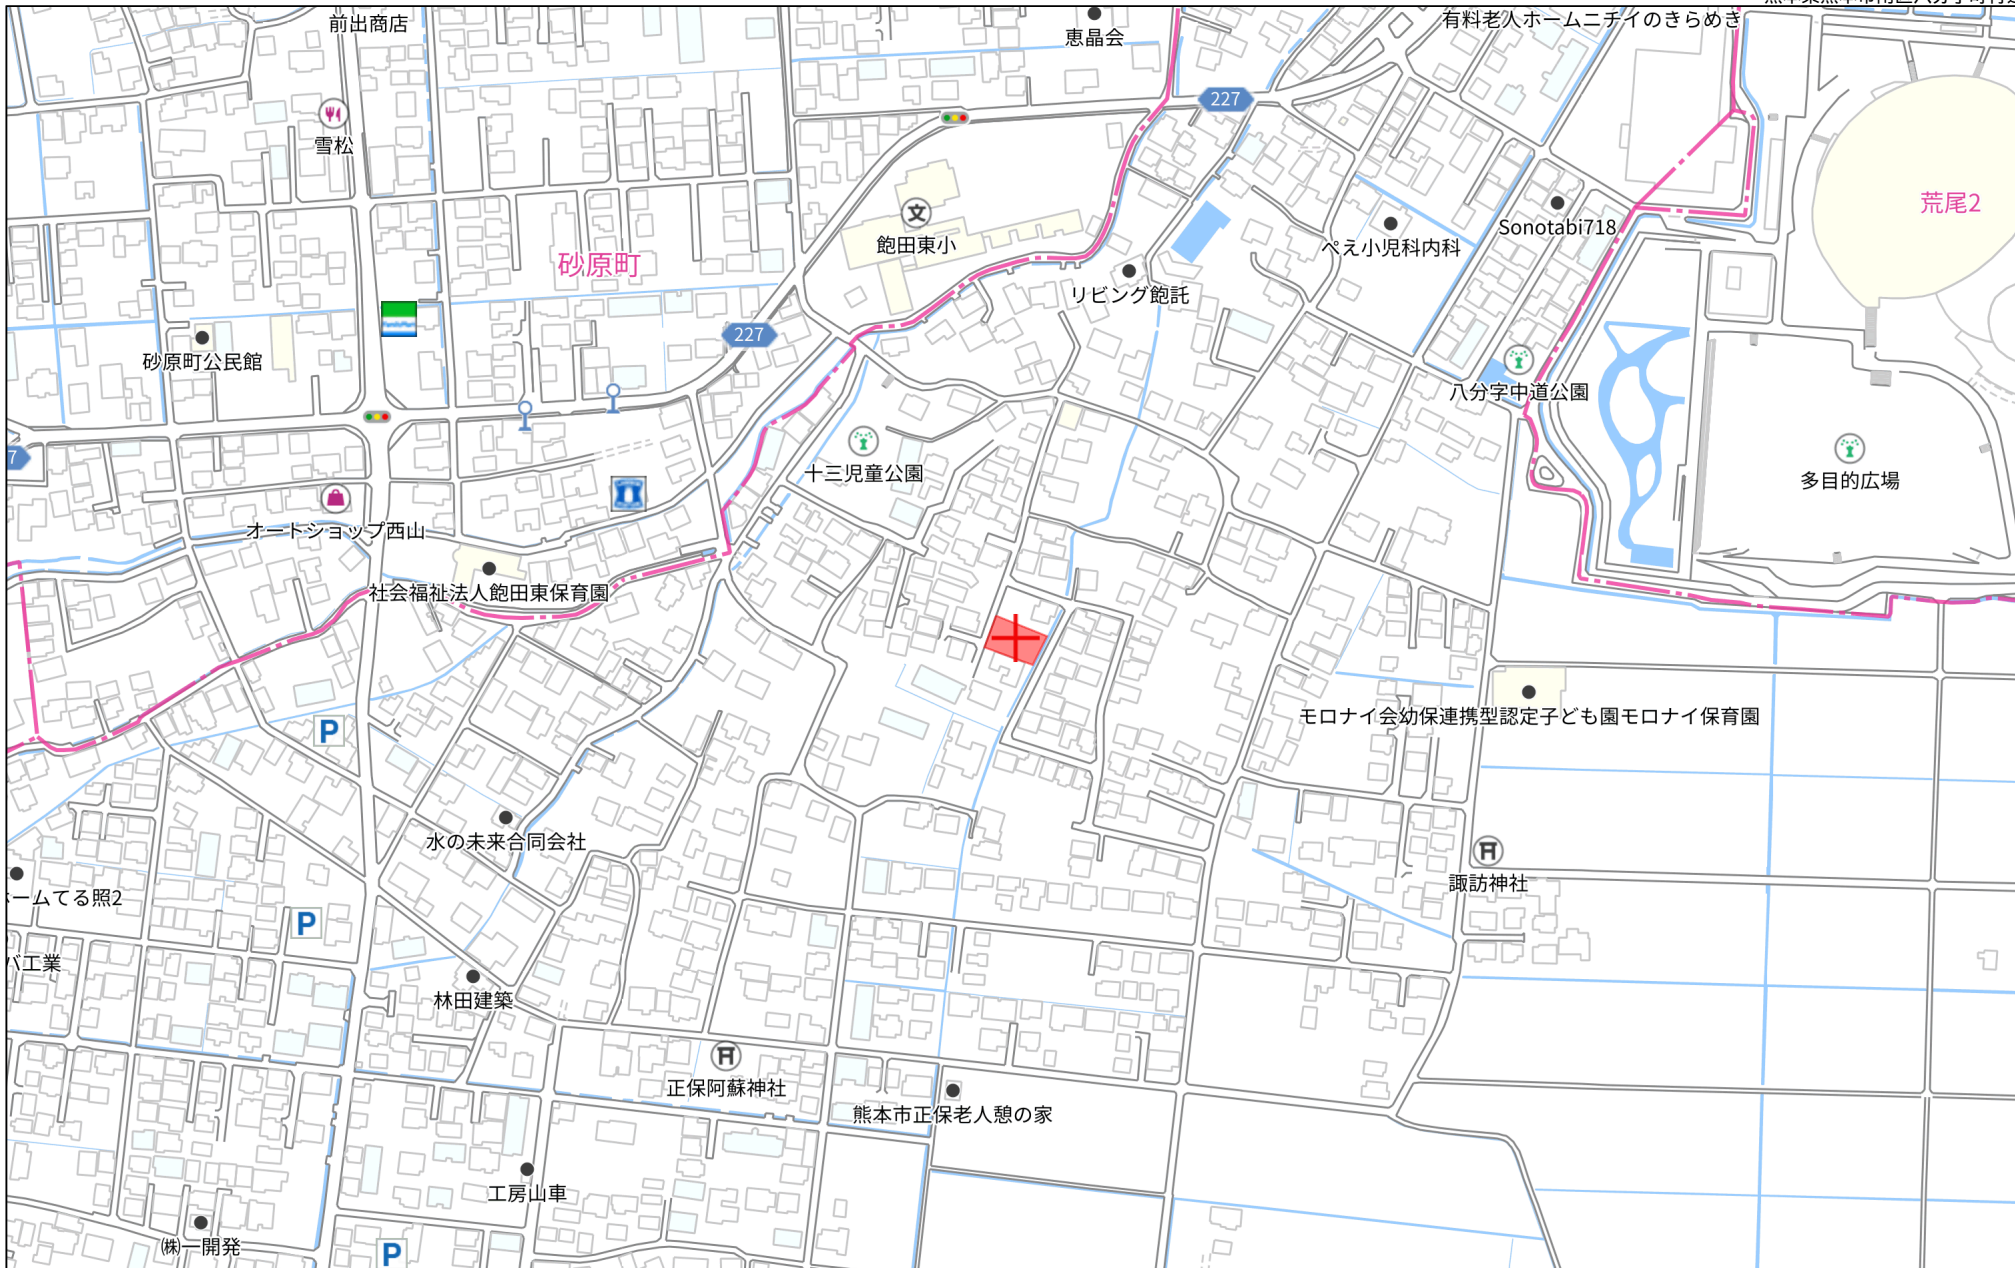 前出商店
恵晶会
有料老人ホームニチイのきらめき
227
雪松
荒尾2
飽田東小
Sonotabi718
ぺえ小児科内科
砂原町
リビング飽託
227
砂原町公民館
八分字中道公園
7
十三児童公園
多目的広場
オートショップ西山
社会福祉法人飽田東保育園
モロナイ会幼保連携型認定子ども園モロナイ保育園
P
水の未来合同会社
諏訪神社
ームてる照2
P
バ工業
林田建築
正保阿蘇神社
熊本市正保老人憩の家
工房山車
㈱一開発
P